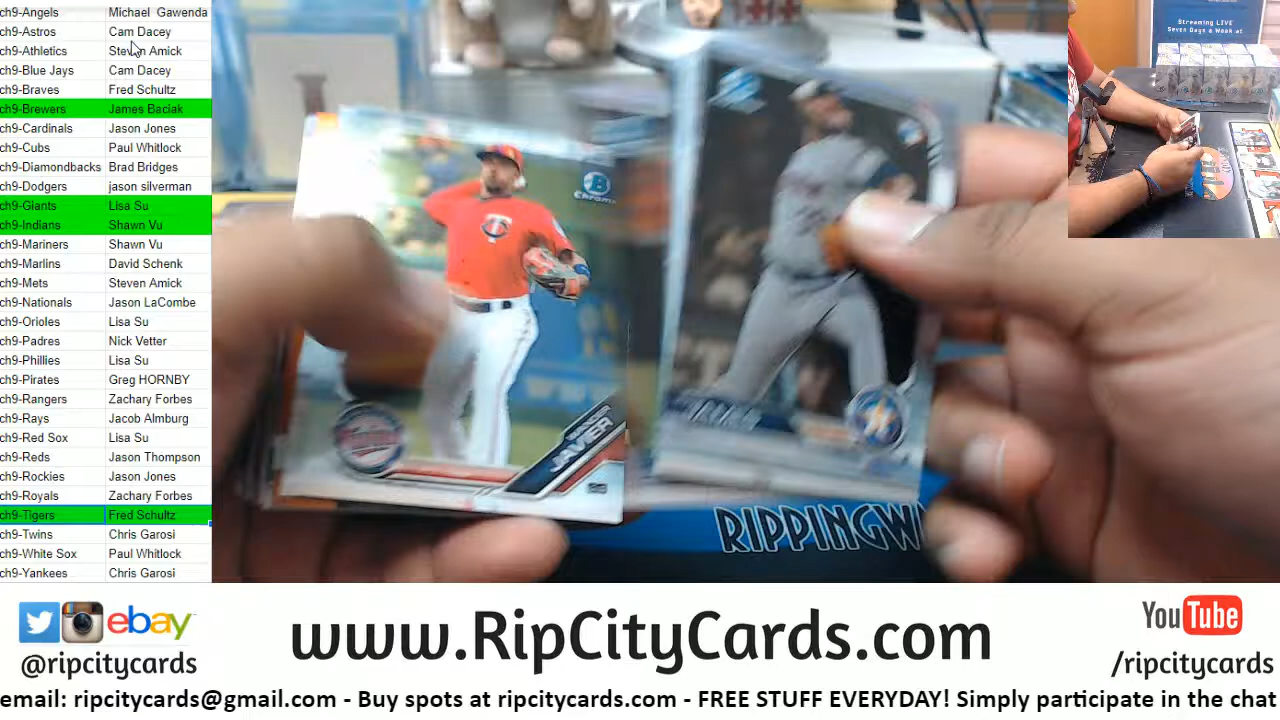 ch9-Angels Michael Gawenda
ch9-Astros Cam Dacey
ch9-Athletics Steven Amick
ch9-Blue Jays Cam Dacey
ch9-Braves Fred Schultz
ch9-Brewers James Baciak
ch9-Cardinals Jason Jones
ch9-Cubs Paul Whitlock
ch9-Diamondbacks Brad Bridges
ch9-Dodgers jason silverman
ch9-Giants Lisa Su
ch9-Indians Shawn Vu
ch9-Mariners Shawn Vu
ch9-Marlins David Schenk
ch9-Mets Steven Amick
ch9-Nationals Jason LaCombe
ch9-Orioles Lisa Su
ch9-Padres Nick Vetter
ch9-Phillies Lisa Su
ch9-Pirates Greg HORNBY
ch9-Rangers Zachary Forbes
ch9-Rays Jacob Almburg
ch9-Red Sox Lisa Su
ch9-Reds Jason Thompson
ch9-Rockies Jason Jones
ch9-Royals Zachary Forbes
ch9-Tigers Fred Schultz
ch9-Twins Chris Garosi
ch9-White Sox Paul Whitlock
ch9-Yankees Chris Garosi
Streaming LIVE
Seven Days a Week at
B
Chrome
TC
JAVIER
RIPPINGW
ebay
@ripcitycards
www.RipCityCards.com
YouTube
/ripcitycards
email: ripcitycards@gmail.com - Buy spots at ripcitycards.com - FREE STUFF EVERYDAY! Simply participate in the chat